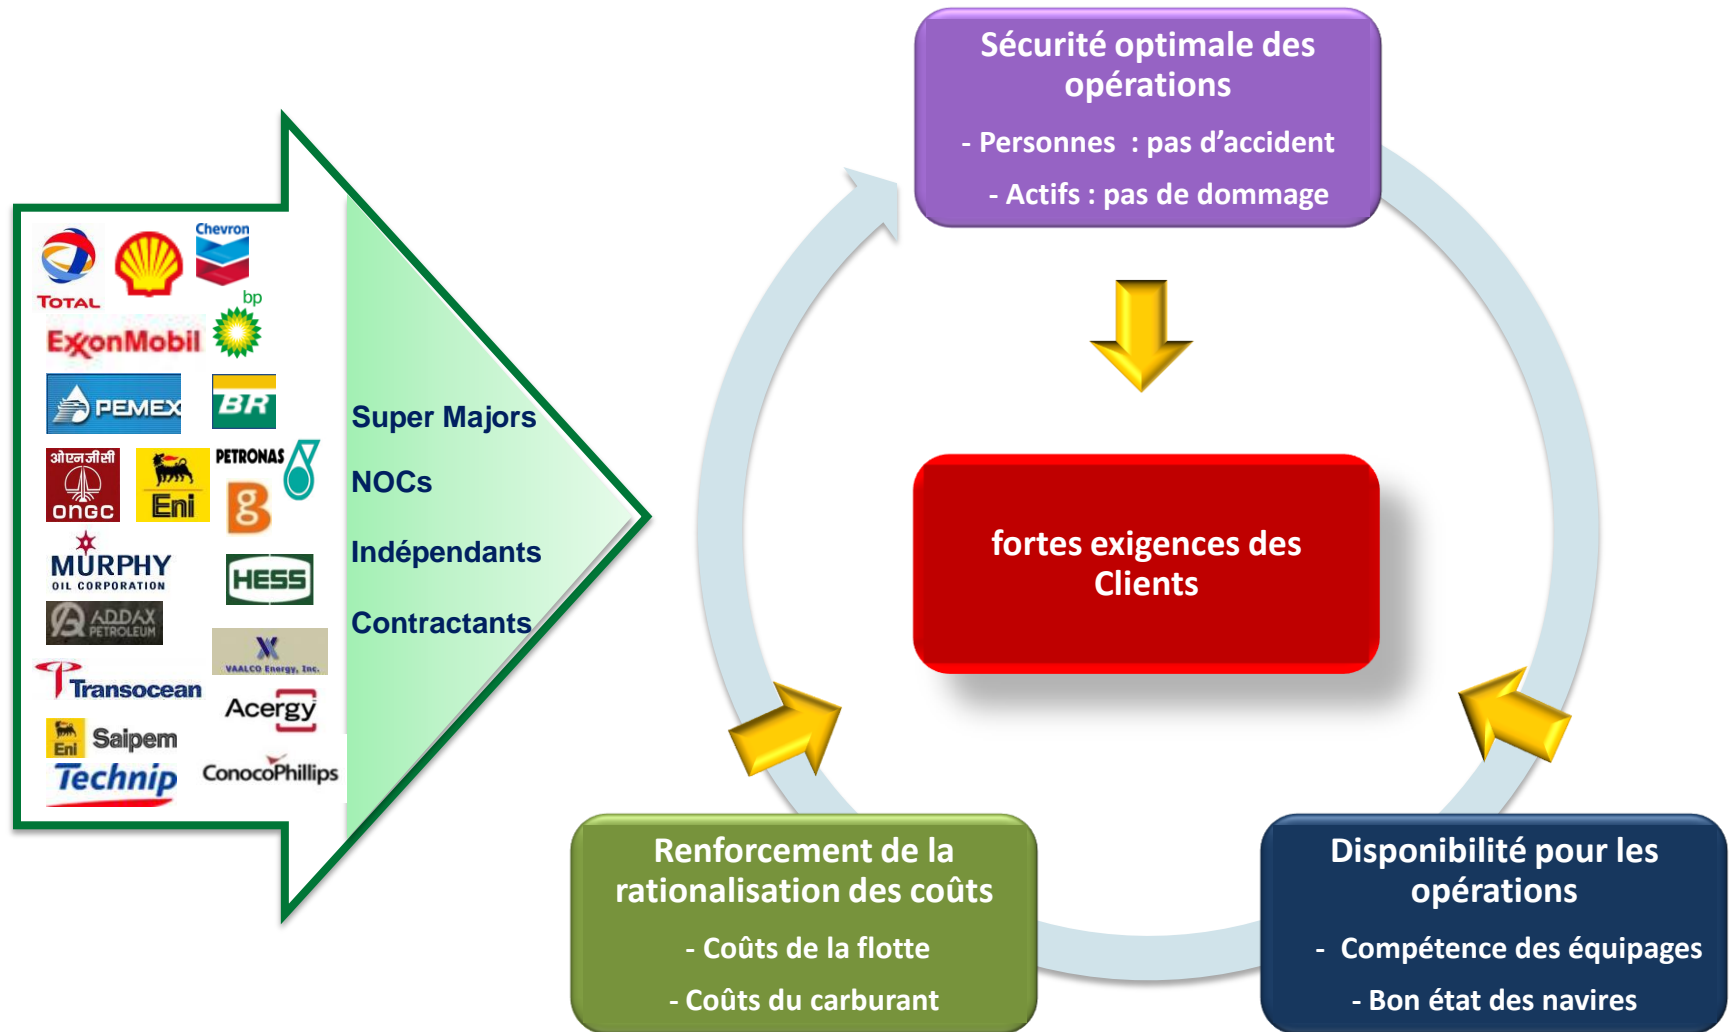 TOTAL
Chevron
bp
ExxonMobil
PEMEX
BR
ओएनजीसी
ONGC
Eni
PETRONAS
g
MURPHY
OIL CORPORATION
HESS
ADDAX
PETROLEUM
VAALCO Energy, Inc.
Transocean
Acergy
Eni
Saipem
Technip
ConocoPhillips
Super Majors
NOCs
Indépendants
Contractants
Sécurité optimale des
opérations
- Personnes : pas d’accident
- Actifs : pas de dommage
fortes exigences des
Clients
Renforcement de la
rationalisation des coûts
- Coûts de la flotte
- Coûts du carburant
Disponibilité pour les
opérations
- Compétence des équipages
- Bon état des navires